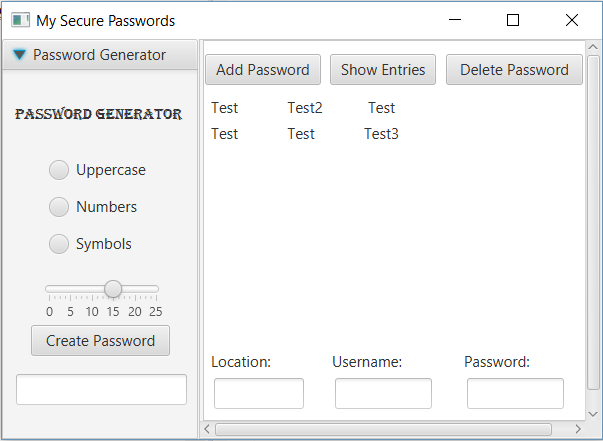 My Secure Passwords
Password Generator
PASSWORD GENERATOR
Uppercase
Numbers
Symbols
0 5 10 15 20 25
Create Password
Add Password Show Entries Delete Password
Test Test2 Test
Test Test Test3
Location: Username: Password: